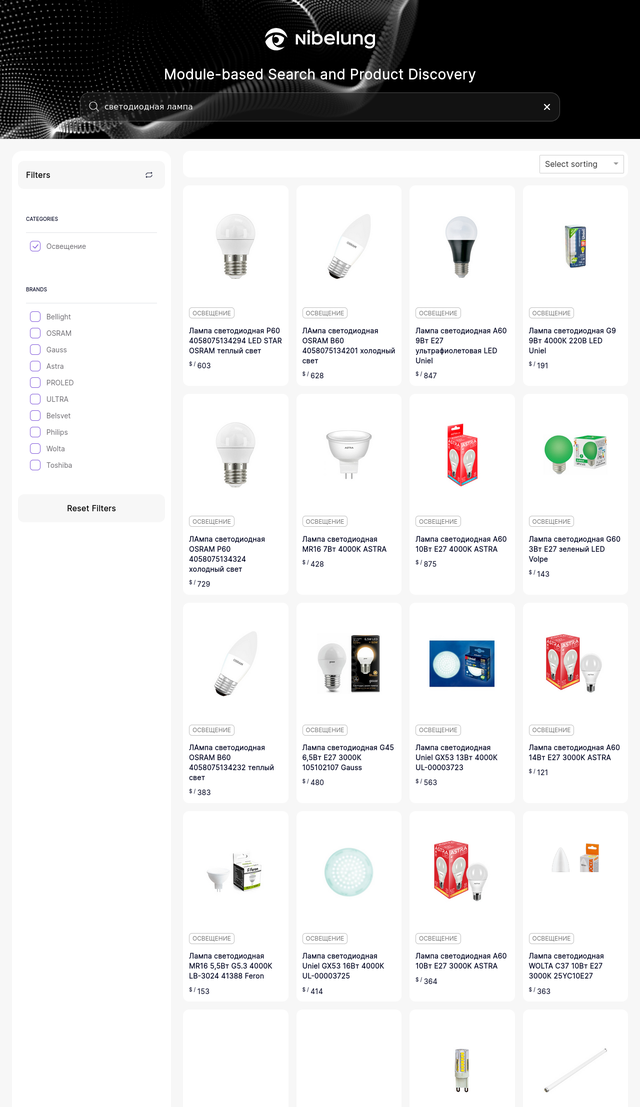 Nibelung
Module-based Search and Product Discovery
светодиодная лампа
Filters
CATEGORIES
Освещение
BRANDS
Bellight
OSRAM
Gauss
Astra
PROLED
ULTRA
Belsvet
Philips
Wolta
Toshiba
Reset Filters
Select sorting
ОСВЕЩЕНИЕ
Лампа светодиодная P60
4058075134294 LED STAR
OSRAM теплый свет
$ / 603
ОСВЕЩЕНИЕ
ЛАмпа светодиодная
OSRAM B60
4058075134201 холодный
свет
$ / 628
ОСВЕЩЕНИЕ
Лампа светодиодная A60
9Вт E27
ультрафиолетовая LED
Uniel
$ / 847
ОСВЕЩЕНИЕ
Лампа светодиодная G9
9Вт 4000K 220В LED
Uniel
$ / 191
ОСВЕЩЕНИЕ
ЛАмпа светодиодная
OSRAM P60
4058075134324
холодный свет
$ / 729
ОСВЕЩЕНИЕ
Лампа светодиодная
MR16 7Вт 4000K ASTRA
$ / 428
ОСВЕЩЕНИЕ
Лампа светодиодная A60
10Вт E27 4000K ASTRA
$ / 875
ОСВЕЩЕНИЕ
Лампа светодиодная G60
3Вт E27 зеленый LED
Volpe
$ / 143
ОСВЕЩЕНИЕ
ЛАмпа светодиодная
OSRAM B60
4058075134232 теплый
свет
$ / 383
ОСВЕЩЕНИЕ
Лампа светодиодная G45
6,5Вт E27 3000K
105102107 Gauss
$ / 480
ОСВЕЩЕНИЕ
Лампа светодиодная
Uniel GX53 13Вт 4000K
UL-00003723
$ / 563
ОСВЕЩЕНИЕ
Лампа светодиодная A60
14Вт E27 3000K ASTRA
$ / 121
ОСВЕЩЕНИЕ
Лампа светодиодная
MR16 5,5Вт G5.3 4000K
LB-3024 41388 Feron
$ / 153
ОСВЕЩЕНИЕ
Лампа светодиодная
Uniel GX53 16Вт 4000K
UL-00003725
$ / 414
ОСВЕЩЕНИЕ
Лампа светодиодная A60
10Вт E27 3000K ASTRA
$ / 364
ОСВЕЩЕНИЕ
Лампа светодиодная
WOLTA C37 10Вт E27
3000K 25YC10E27
$ / 363